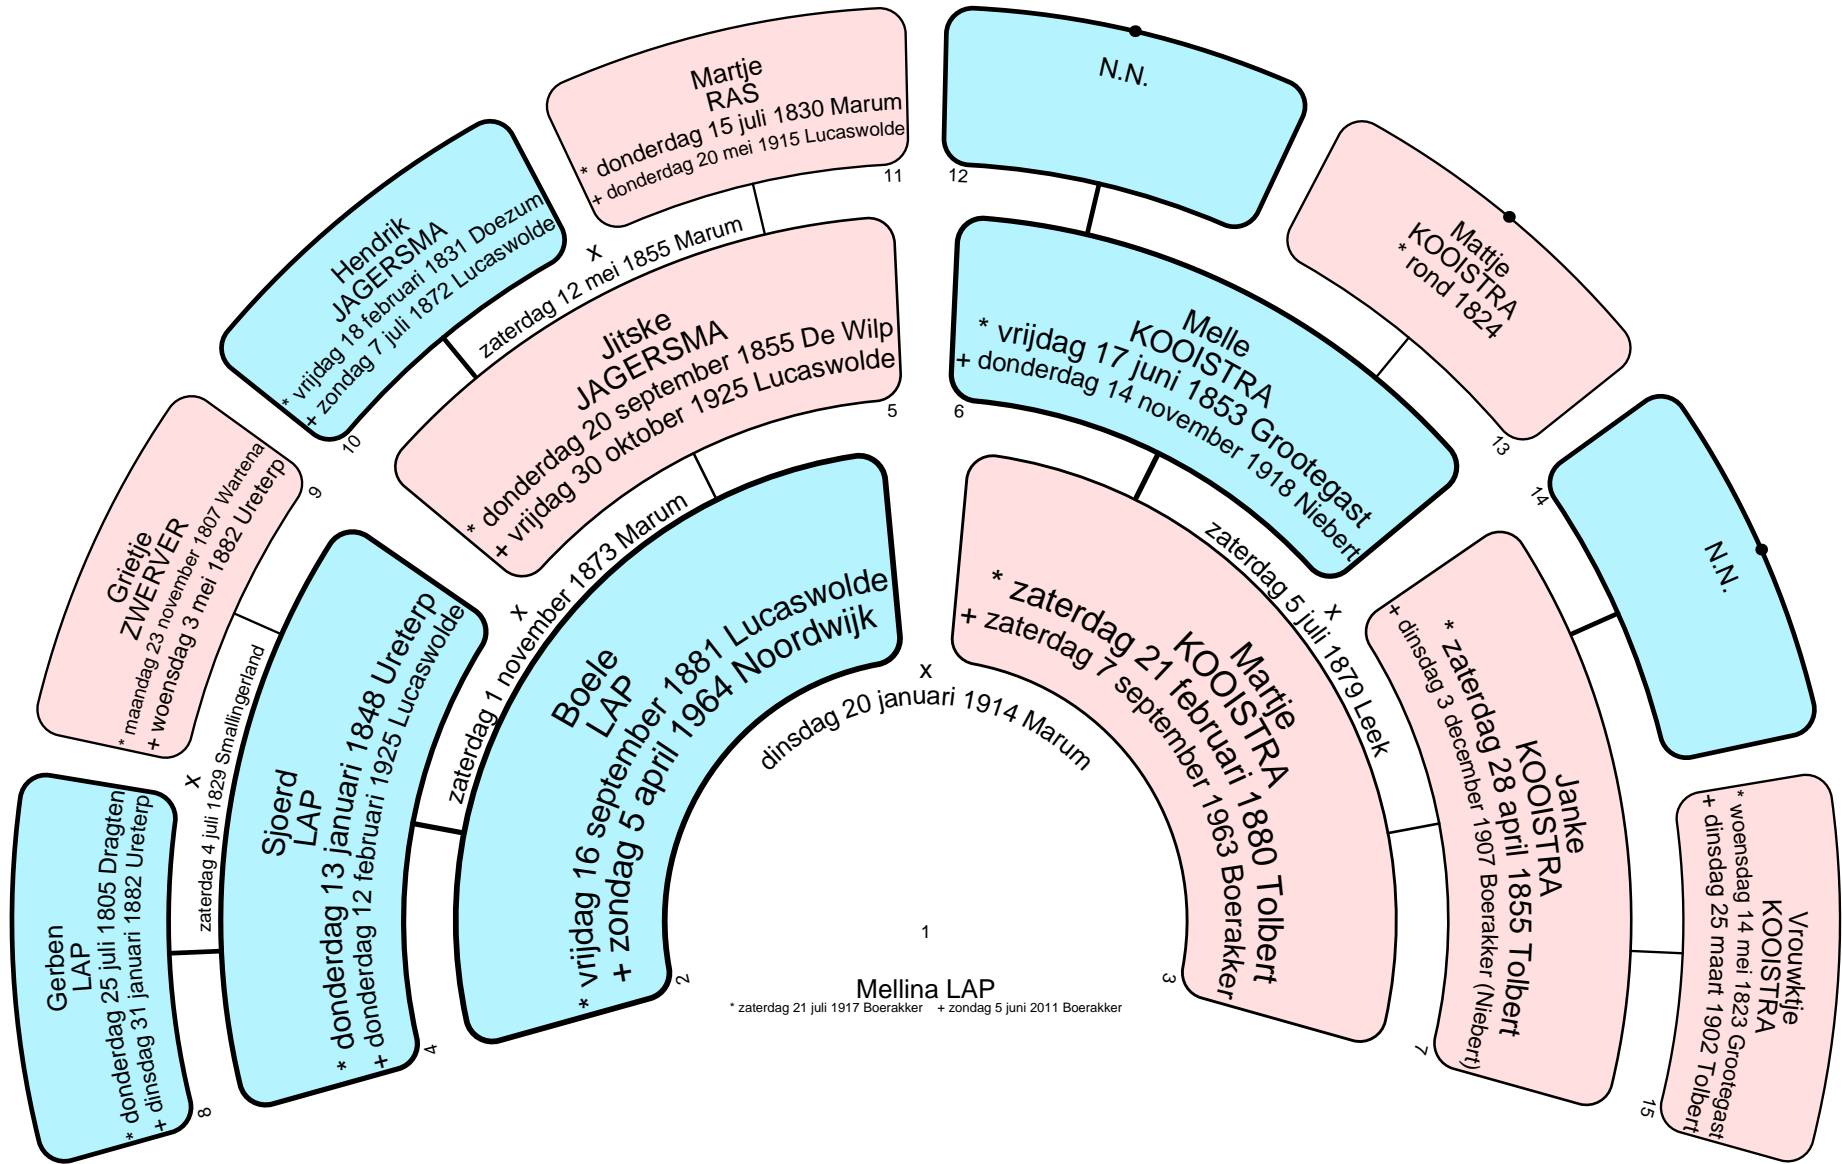 1
Mellina LAP
* zaterdag 21 juli 1917 Boerakker + zondag 5 juni 2011 Boerakker
x
dinsdag 20 januari 1914 Marum
Boele
LAP
* vrijdag 16 september 1881 Lucaswolde
+ zondag 5 april 1964 Noordwijk
2
Martje
KOOISTRA
* zaterdag 21 februari 1880 Tolbert
+ zaterdag 7 september 1963 Boerakker
3
Sjoerd
LAP
* donderdag 13 januari 1848 Ureterp
+ donderdag 12 februari 1925 Lucaswolde
4
x
zaterdag 1 november 1873 Marum
Jitske
JAGERSMA
* donderdag 20 september 1855 De Wilp
+ vrijdag 30 oktober 1925 Lucaswolde
5
Melle
KOOISTRA
* vrijdag 17 juni 1853 Grootegast
+ donderdag 14 november 1918 Niebert
6
x
zaterdag 5 juli 1879 Leek
Janke
KOOISTRA
* zaterdag 28 april 1855 Tolbert
+ dinsdag 3 december 1907 Boerakker (Niebert)
7
Gerben
LAP
* donderdag 25 juli 1805 Dragten
+ dinsdag 31 januari 1882 Ureterp
8
x
zaterdag 4 juli 1829 Smallingerland
Grietje
ZWERVER
* maandag 23 november 1807 Wartena
+ woensdag 3 mei 1882 Ureterp
9
Hendrik
JAGERSMA
* vrijdag 18 februari 1831 Doezum
+ zondag 7 juli 1872 Lucaswolde
10
x
zaterdag 12 mei 1855 Marum
Martje
RAS
* donderdag 15 juli 1830 Marum
+ donderdag 20 mei 1915 Lucaswolde
11
N.N.
12
Mattje
KOOISTRA
* rond 1824
13
N.N.
14
Vrouwktje
KOOISTRA
* woensdag 14 mei 1823 Grootegast
+ dinsdag 25 maart 1902 Tolbert
15